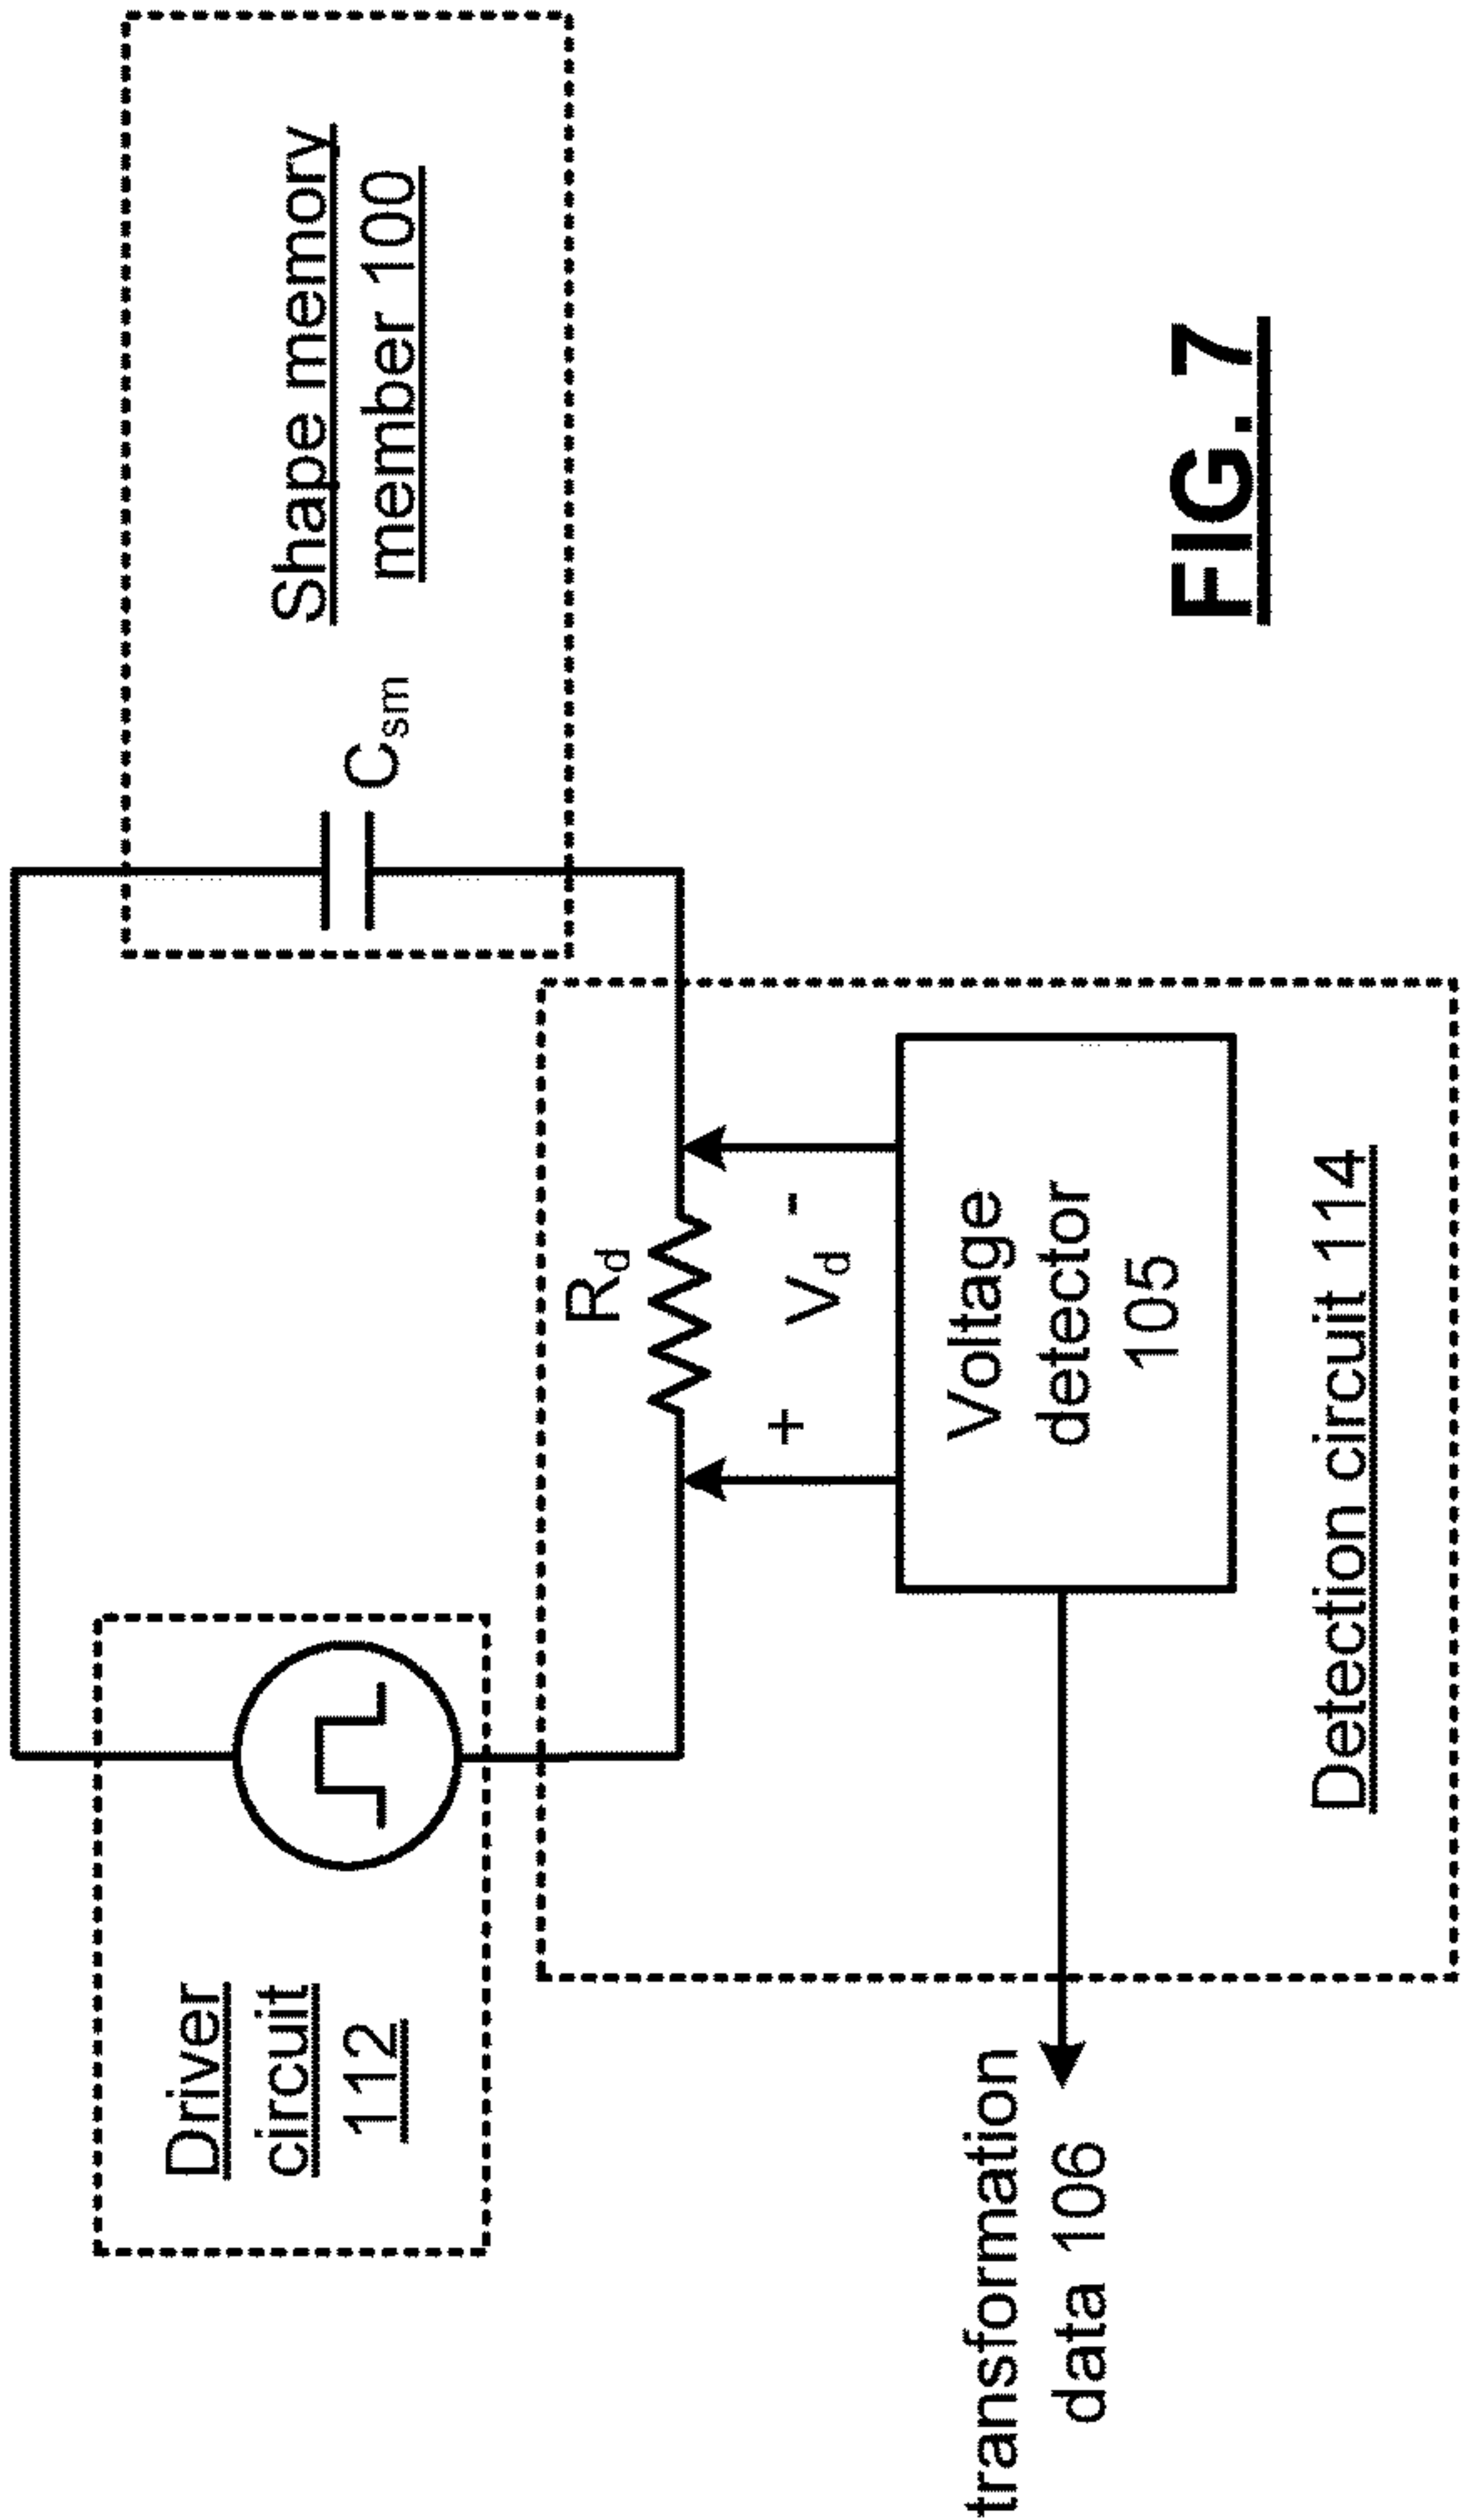 Driver
circuit
112
Shape memory
member 100
Csm
Rd
+ Vd -
Voltage
detector
105
transformation
data 106
Detection circuit 114
FIG. 7